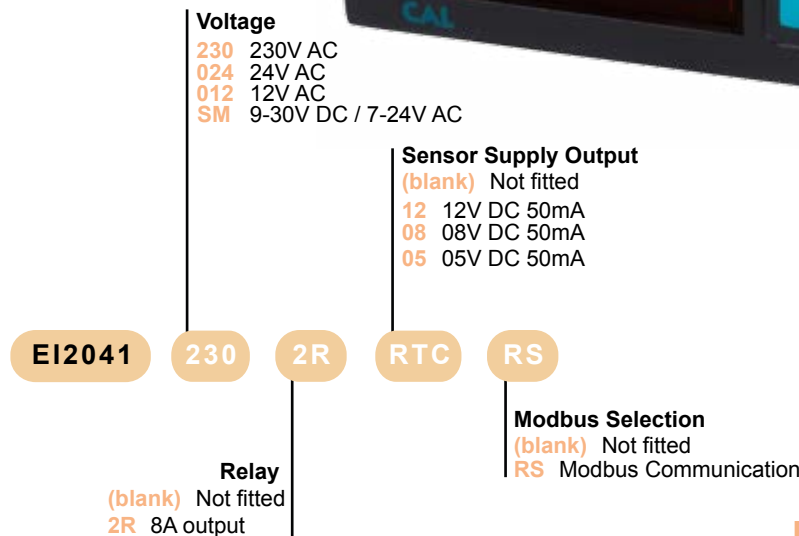 CAL
Voltage
230 230V AC
024 24V AC
012 12V AC
SM 9-30V DC / 7-24V AC
Sensor Supply Output
(blank) Not fitted
12 12V DC 50mA
08 08V DC 50mA
05 05V DC 50mA
EI2041 230 2R RTC RS
Modbus Selection
(blank) Not fitted
RS Modbus Communication
Relay
(blank) Not fitted
2R 8A output